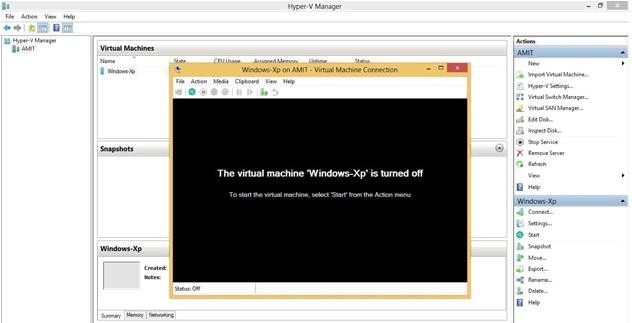 Hyper-V Manager
File Action View Help
Hyper-V Manager
AMIT
Virtual Machines
Name State CPU Usage Assigned Memory Uptime Status
Windows-Xp
Windows-Xp on AMIT - Virtual Machine Connection
File Action Media Clipboard View Help
The virtual machine 'Windows-Xp' is turned off
To start the virtual machine, select 'Start' from the Action menu
Status: Off
Snapshots
Windows-Xp
Created:
Notes:
Summary Memory Networking
Actions
AMIT
New
Import Virtual Machine...
Hyper-V Settings...
Virtual Switch Manager...
Virtual SAN Manager...
Edit Disk...
Inspect Disk...
Stop Service
Remove Server
Refresh
View
Help
Windows-Xp
Connect...
Settings...
Start
Snapshot
Move...
Export...
Rename...
Delete...
Help